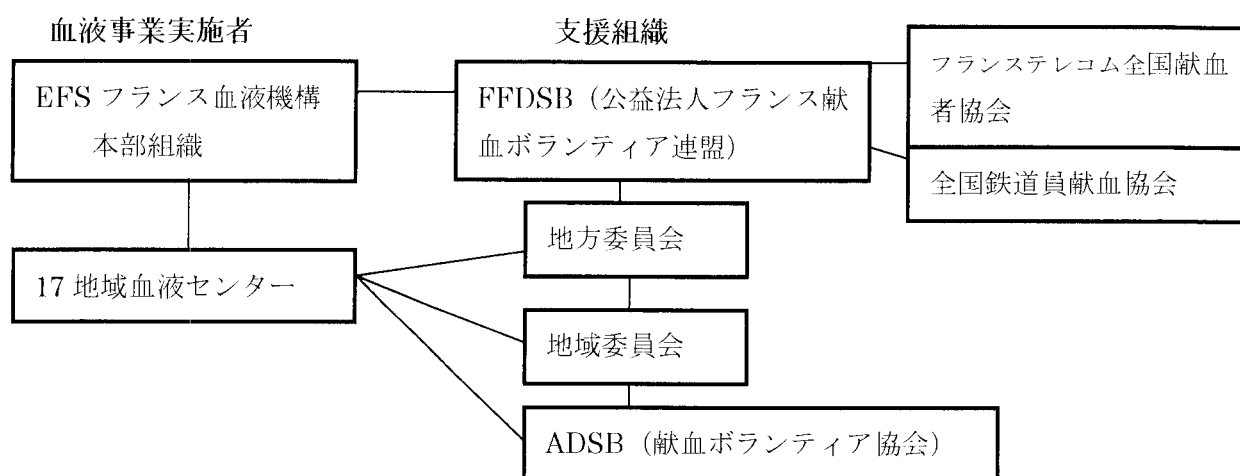 血液事業実施者
EFS フランス血液機構
本部組織
17 地域血液センター
支援組織
FFDSB（公益法人フランス献
血ボランティア連盟）
地方委員会
地域委員会
ADSB（献血ボランティア協会）
フランステレコム全国献血
者協会
全国鉄道員献血協会